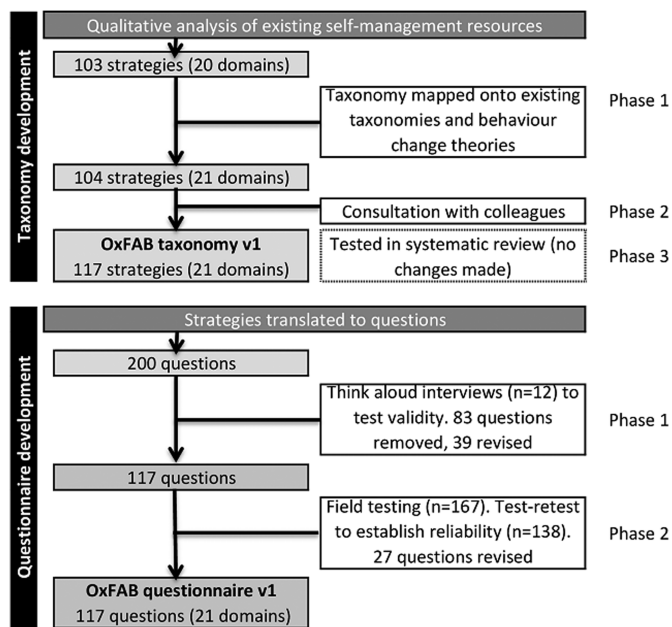 Taxonomy development
Qualitative analysis of existing self-management resources
103 strategies (20 domains)
Taxonomy mapped onto existing
taxonomies and behaviour
change theories
Phase 1
104 strategies (21 domains)
Consultation with colleagues
Phase 2
OxFAB taxonomy v1
117 strategies (21 domains)
Tested in systematic review (no
changes made)
Phase 3
Questionnaire development
Strategies translated to questions
200 questions
Think aloud interviews (n=12) to
test validity. 83 questions
removed, 39 revised
Phase 1
117 questions
Field testing (n=167). Test-retest
to establish reliability (n=138).
27 questions revised
Phase 2
OxFAB questionnaire v1
117 questions (21 domains)